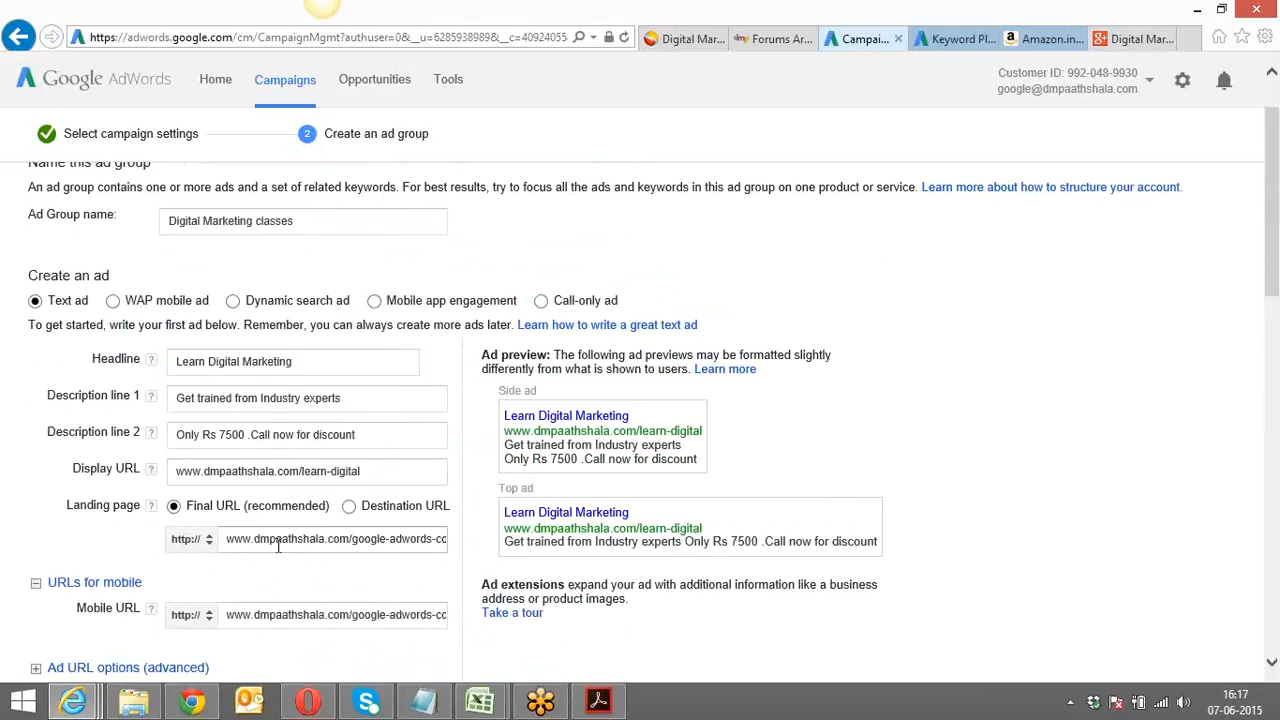 https://adwords.google.com/cm/CampaignMgmt?authuser=0&__u=6285938989&__c=40924055
Digital Mar...
Forums Ar...
Campai...
Keyword Pl...
Amazon.in...
Digital Mar...
Google AdWords
Home
Campaigns
Opportunities
Tools
Customer ID: 992-048-9930
google@dmpaathshala.com
Select campaign settings
2 Create an ad group
Name this ad group
An ad group contains one or more ads and a set of related keywords. For best results, try to focus all the ads and keywords in this ad group on one product or service. Learn more about how to structure your account.
Ad Group name: Digital Marketing classes
Create an ad
Text ad WAP mobile ad Dynamic search ad Mobile app engagement Call-only ad
To get started, write your first ad below. Remember, you can always create more ads later. Learn how to write a great text ad
Headline ? Learn Digital Marketing
Description line 1 ? Get trained from Industry experts
Description line 2 ? Only Rs 7500 .Call now for discount
Display URL ? www.dmpaathshala.com/learn-digital
Landing page ? Final URL (recommended) Destination URL
http:// www.dmpaathshala.com/google-adwords-co
URLs for mobile
Mobile URL ? http:// www.dmpaathshala.com/google-adwords-co
Ad URL options (advanced)
Ad preview: The following ad previews may be formatted slightly
differently from what is shown to users. Learn more
Side ad
Learn Digital Marketing
www.dmpaathshala.com/learn-digital
Get trained from Industry experts
Only Rs 7500 .Call now for discount
Top ad
Learn Digital Marketing
www.dmpaathshala.com/learn-digital
Get trained from Industry experts Only Rs 7500 .Call now for discount
Ad extensions expand your ad with additional information like a business
address or product images.
Take a tour
16:17
07-06-2015